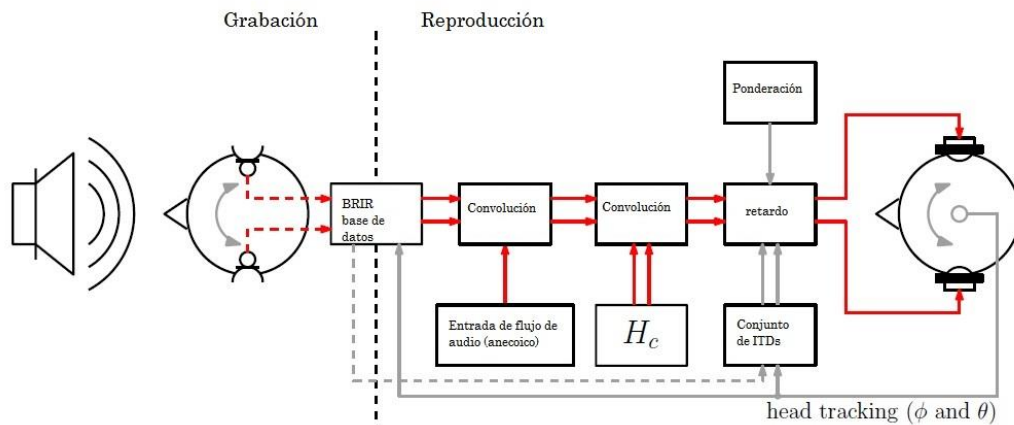 Grabación
Reproducción
Ponderación
BRIR
base de
datos
Convolución
Convolución
retardo
Entrada de flujo de
audio (anecoico)
H_c
Conjunto
de ITDs
head tracking (ϕ and θ)